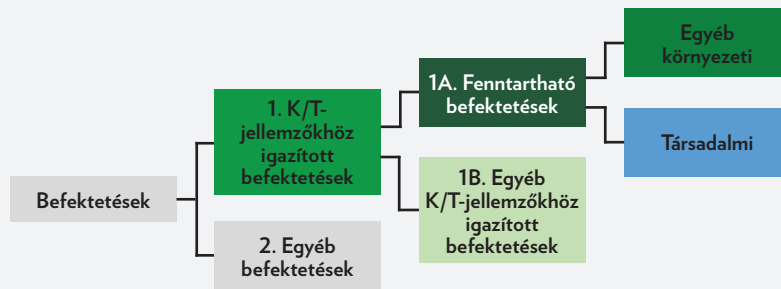 Befektetések
1. K/T-
jellemzőkhöz
igazított
befektetések
2. Egyéb
befektetések
1A. Fenntartható
befektetések
1B. Egyéb
K/T-jellemzőkhöz
igazított
befektetések
Egyéb
környezeti
Társadalmi